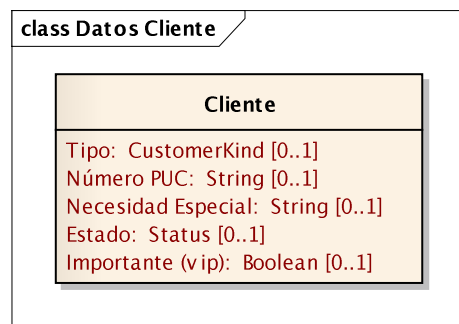 class Datos Cliente
Cliente
Tipo: CustomerKind [0..1]
Número PUC: String [0..1]
Necesidad Especial: String [0..1]
Estado: Status [0..1]
Importante (vip): Boolean [0..1]